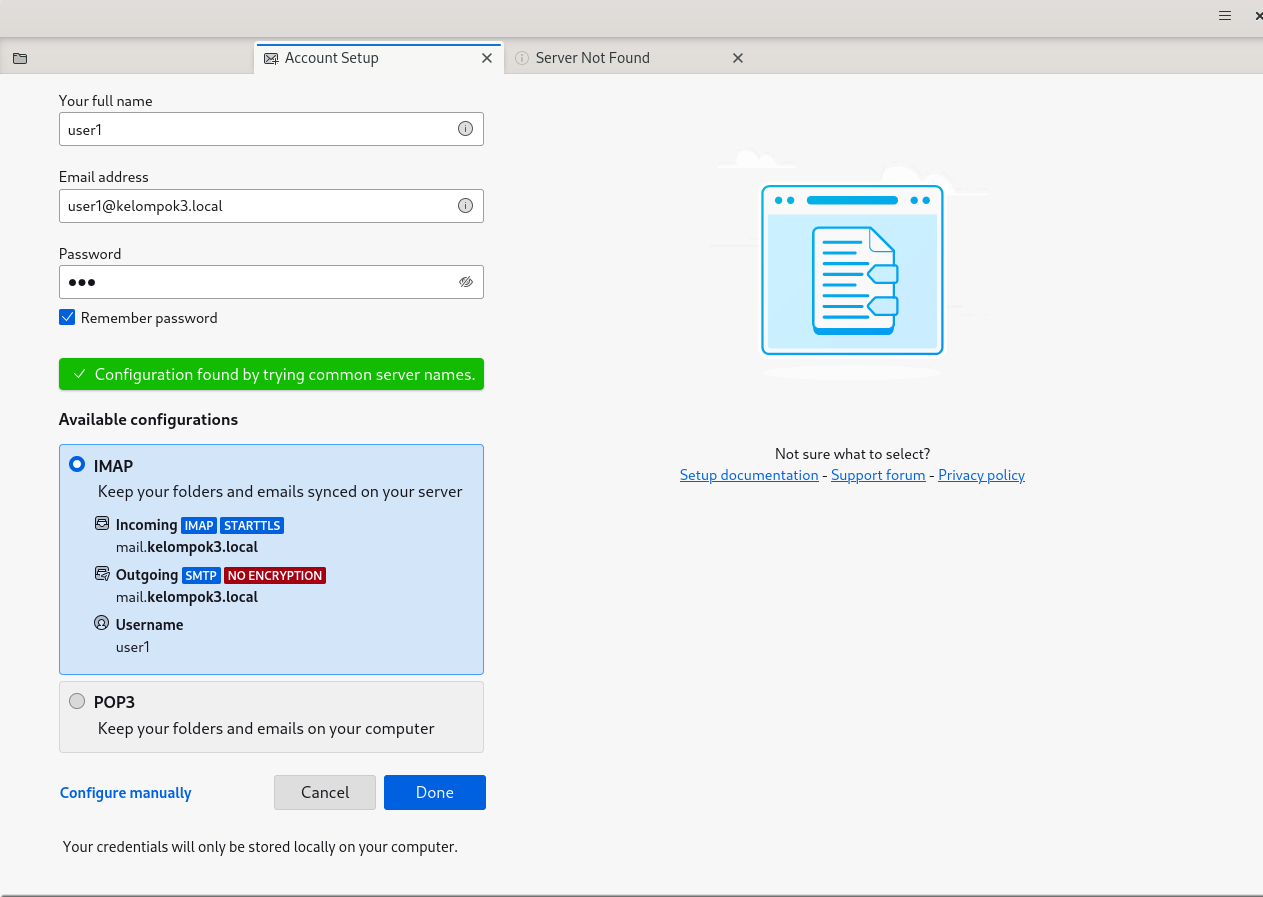 Account Setup
Server Not Found
Your full name
user1
Email address
user1@kelompok3.local
Password
●●●
Remember password
Configuration found by trying common server names.
Available configurations
IMAP
Keep your folders and emails synced on your server
Incoming IMAP STARTTLS
mail.kelompok3.local
Outgoing SMTP NO ENCRYPTION
mail.kelompok3.local
Username
user1
POP3
Keep your folders and emails on your computer
Configure manually
Cancel
Done
Your credentials will only be stored locally on your computer.
Not sure what to select?
Setup documentation - Support forum - Privacy policy